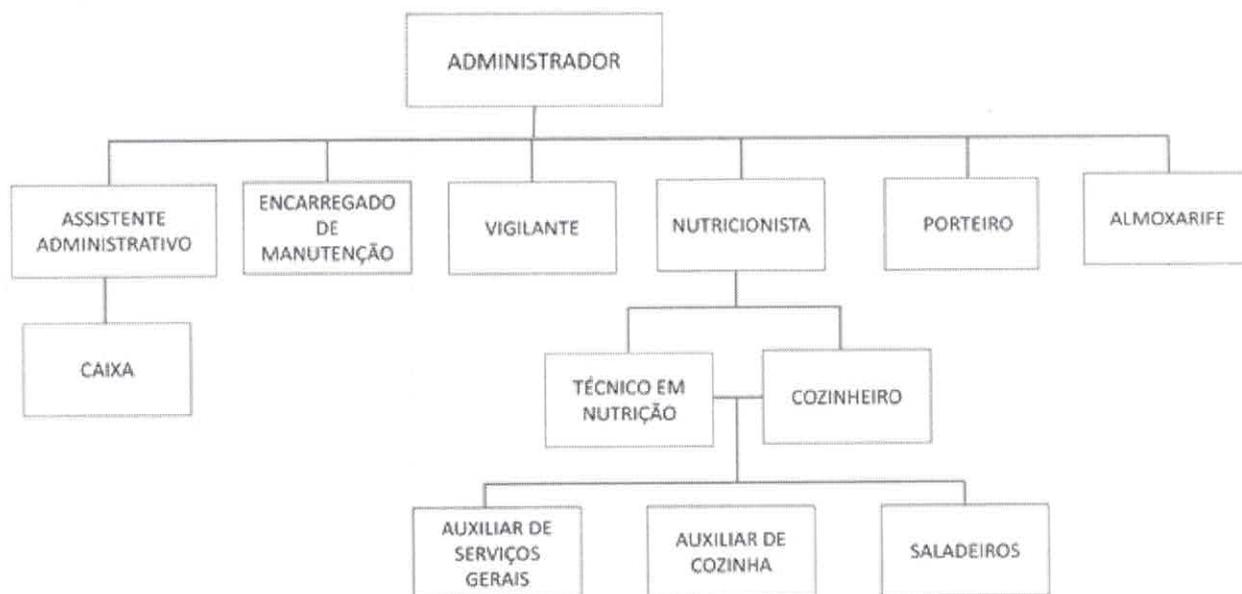 ADMINISTRADOR
ASSISTENTE
ADMINISTRATIVO
ENCARREGADO
DE
MANUTENÇÃO
VIGILANTE
NUTRICIONISTA
PORTEIRO
ALMOXARIFE
CAIXA
TÉCNICO EM
NUTRIÇÃO
COZINHEIRO
AUXILIAR DE
SERVIÇOS
GERAIS
AUXILIAR DE
COZINHA
SALADEIROS